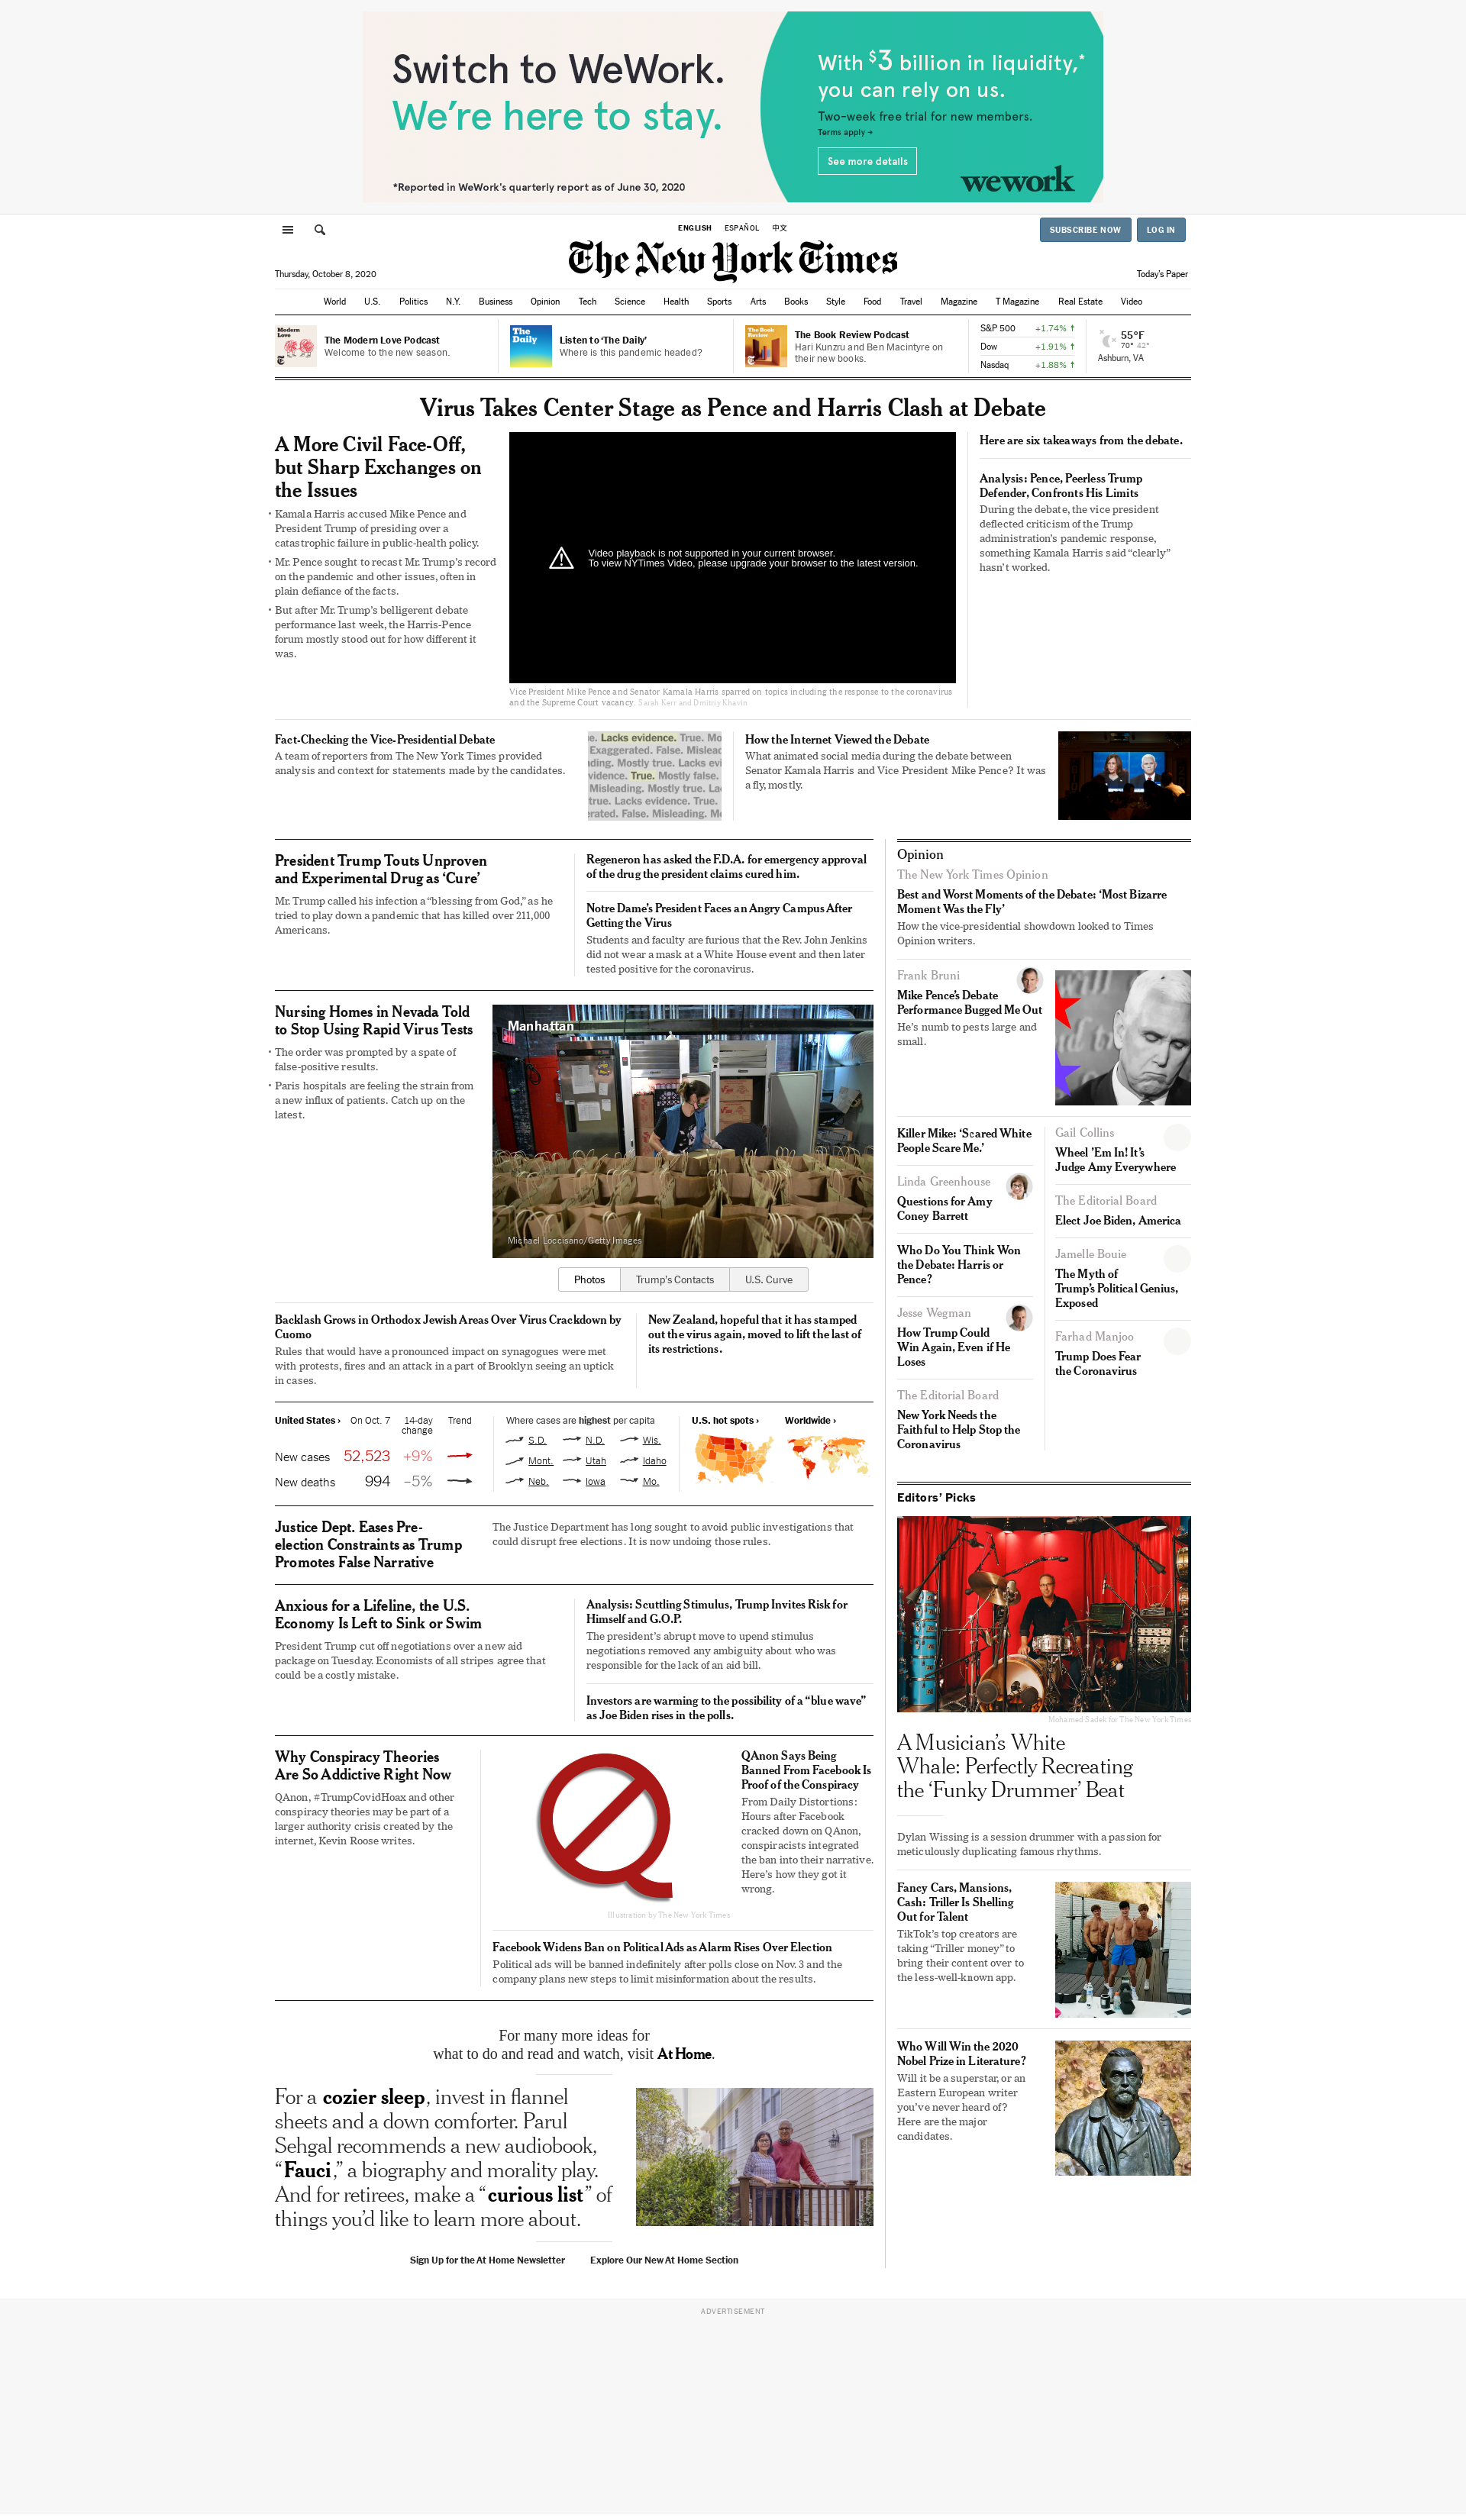 Switch to WeWork.
We're here to stay.
*Reported in WeWork's quarterly report as of June 30, 2020
With $3 billion in liquidity,*
you can rely on us.
Two-week free trial for new members.
Terms apply →
See more details
wework
ENGLISH ESPAÑOL 中文
SUBSCRIBE NOW LOG IN
The New York Times
Thursday, October 8, 2020
Today's Paper
World U.S. Politics N.Y. Business Opinion Tech Science Health Sports Arts Books Style Food Travel Magazine T Magazine Real Estate Video
Modern
Love
The Modern Love Podcast
Welcome to the new season.
The
Daily
Listen to 'The Daily'
Where is this pandemic headed?
The Book
Review
The Book Review Podcast
Hari Kunzru and Ben Macintyre on
their new books.
S&P 500 +1.74% ↑
Dow +1.91% ↑
Nasdaq +1.88% ↑
55°F
70° 42°
Ashburn, VA
Virus Takes Center Stage as Pence and Harris Clash at Debate
A More Civil Face-Off,
but Sharp Exchanges on
the Issues
• Kamala Harris accused Mike Pence and
President Trump of presiding over a
catastrophic failure in public-health policy.
• Mr. Pence sought to recast Mr. Trump's record
on the pandemic and other issues, often in
plain defiance of the facts.
• But after Mr. Trump's belligerent debate
performance last week, the Harris-Pence
forum mostly stood out for how different it
was.
Video playback is not supported in your current browser.
To view NYTimes Video, please upgrade your browser to the latest version.
Vice President Mike Pence and Senator Kamala Harris sparred on topics including the response to the coronavirus
and the Supreme Court vacancy. Sarah Kerr and Dmitriy Khavin
Here are six takeaways from the debate.
Analysis: Pence, Peerless Trump
Defender, Confronts His Limits
During the debate, the vice president
deflected criticism of the Trump
administration's pandemic response,
something Kamala Harris said "clearly"
hasn't worked.
Fact-Checking the Vice-Presidential Debate
A team of reporters from The New York Times provided
analysis and context for statements made by the candidates.
e. Lacks evidence. True. Mo
Exaggerated. False. Mislead
ding. Mostly true. Lacks evi
vidence. True. Mostly false.
Misleading. Mostly true. La
true. Lacks evidence. True.
rated. False. Misleading. Mo
How the Internet Viewed the Debate
What animated social media during the debate between
Senator Kamala Harris and Vice President Mike Pence? It was
a fly, mostly.
President Trump Touts Unproven
and Experimental Drug as 'Cure'
Mr. Trump called his infection a "blessing from God," as he
tried to play down a pandemic that has killed over 211,000
Americans.
Regeneron has asked the F.D.A. for emergency approval
of the drug the president claims cured him.
Notre Dame's President Faces an Angry Campus After
Getting the Virus
Students and faculty are furious that the Rev. John Jenkins
did not wear a mask at a White House event and then later
tested positive for the coronavirus.
Nursing Homes in Nevada Told
to Stop Using Rapid Virus Tests
• The order was prompted by a spate of
false-positive results.
• Paris hospitals are feeling the strain from
a new influx of patients. Catch up on the
latest.
Manhattan
Michael Loccisano/Getty Images
Photos Trump's Contacts U.S. Curve
Backlash Grows in Orthodox Jewish Areas Over Virus Crackdown by
Cuomo
Rules that would have a pronounced impact on synagogues were met
with protests, fires and an attack in a part of Brooklyn seeing an uptick
in cases.
New Zealand, hopeful that it has stamped
out the virus again, moved to lift the last of
its restrictions.
United States › On Oct. 7 14-day
change Trend
New cases 52,523 +9%
New deaths 994 –5%
Where cases are highest per capita
S.D. N.D. Wis.
Mont. Utah Idaho
Neb. Iowa Mo.
U.S. hot spots › Worldwide ›
Justice Dept. Eases Pre-
election Constraints as Trump
Promotes False Narrative
The Justice Department has long sought to avoid public investigations that
could disrupt free elections. It is now undoing those rules.
Anxious for a Lifeline, the U.S.
Economy Is Left to Sink or Swim
President Trump cut off negotiations over a new aid
package on Tuesday. Economists of all stripes agree that
could be a costly mistake.
Analysis: Scuttling Stimulus, Trump Invites Risk for
Himself and G.O.P.
The president's abrupt move to upend stimulus
negotiations removed any ambiguity about who was
responsible for the lack of an aid bill.
Investors are warming to the possibility of a "blue wave"
as Joe Biden rises in the polls.
Why Conspiracy Theories
Are So Addictive Right Now
QAnon, #TrumpCovidHoax and other
conspiracy theories may be part of a
larger authority crisis created by the
internet, Kevin Roose writes.
Illustration by The New York Times
QAnon Says Being
Banned From Facebook Is
Proof of the Conspiracy
From Daily Distortions:
Hours after Facebook
cracked down on QAnon,
conspiracists integrated
the ban into their narrative.
Here's how they got it
wrong.
Facebook Widens Ban on Political Ads as Alarm Rises Over Election
Political ads will be banned indefinitely after polls close on Nov. 3 and the
company plans new steps to limit misinformation about the results.
For many more ideas for
what to do and read and watch, visit At Home.
For a cozier sleep, invest in flannel
sheets and a down comforter. Parul
Sehgal recommends a new audiobook,
"Fauci," a biography and morality play.
And for retirees, make a "curious list" of
things you'd like to learn more about.
Sign Up for the At Home Newsletter Explore Our New At Home Section
Opinion
The New York Times Opinion
Best and Worst Moments of the Debate: 'Most Bizarre
Moment Was the Fly'
How the vice-presidential showdown looked to Times
Opinion writers.
Frank Bruni
Mike Pence's Debate
Performance Bugged Me Out
He's numb to pests large and
small.
Killer Mike: 'Scared White
People Scare Me.'
Linda Greenhouse
Questions for Amy
Coney Barrett
Who Do You Think Won
the Debate: Harris or
Pence?
Jesse Wegman
How Trump Could
Win Again, Even if He
Loses
The Editorial Board
New York Needs the
Faithful to Help Stop the
Coronavirus
Gail Collins
Wheel 'Em In! It's
Judge Amy Everywhere
The Editorial Board
Elect Joe Biden, America
Jamelle Bouie
The Myth of
Trump's Political Genius,
Exposed
Farhad Manjoo
Trump Does Fear
the Coronavirus
Editors' Picks
Mohamed Sadek for The New York Times
A Musician's White
Whale: Perfectly Recreating
the 'Funky Drummer' Beat
Dylan Wissing is a session drummer with a passion for
meticulously duplicating famous rhythms.
Fancy Cars, Mansions,
Cash: Triller Is Shelling
Out for Talent
TikTok's top creators are
taking "Triller money" to
bring their content over to
the less-well-known app.
Who Will Win the 2020
Nobel Prize in Literature?
Will it be a superstar, or an
Eastern European writer
you've never heard of?
Here are the major
candidates.
ADVERTISEMENT